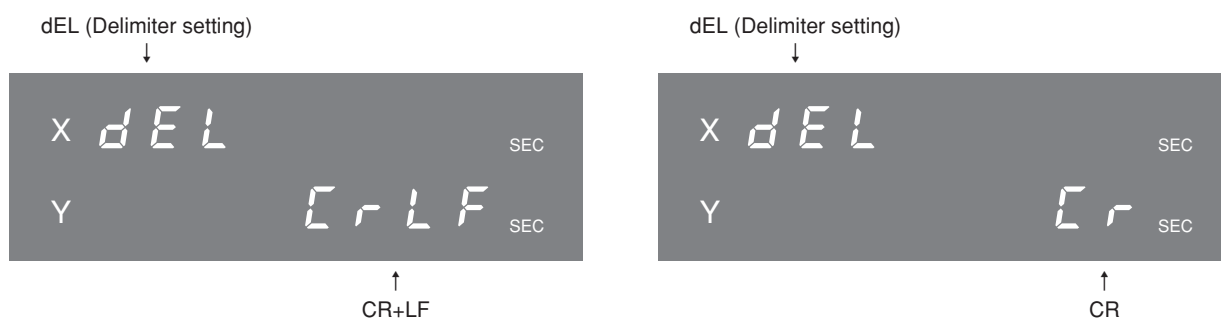 dEL (Delimiter setting)
↓
X dEL SEC
Y CrLF SEC
↑
CR+LF
dEL (Delimiter setting)
↓
X dEL SEC
Y Cr SEC
↑
CR